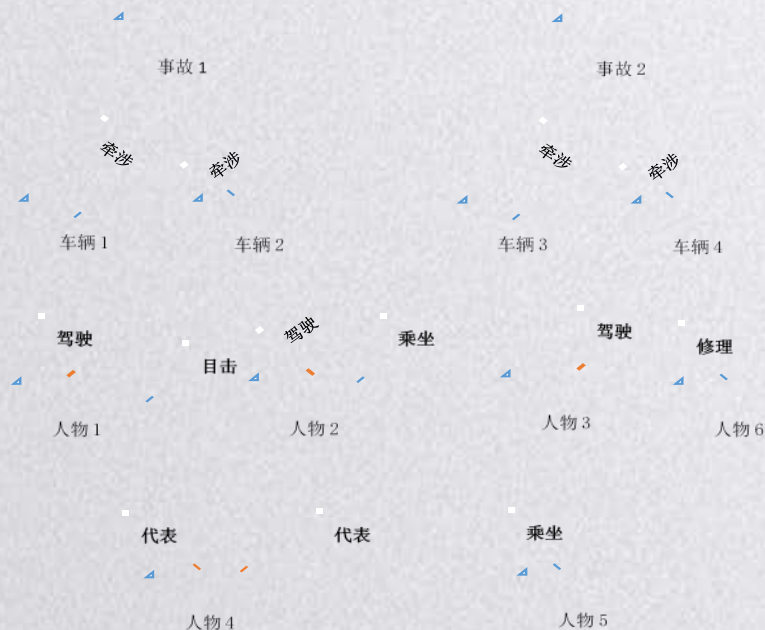 事故 1
事故 2
牵涉
牵涉
牵涉
牵涉
车辆 1
车辆 2
车辆 3
车辆 4
驾驶
目击
驾驶
乘坐
驾驶
修理
人物 1
人物 2
人物 3
人物 6
代表
代表
乘坐
人物 4
人物 5